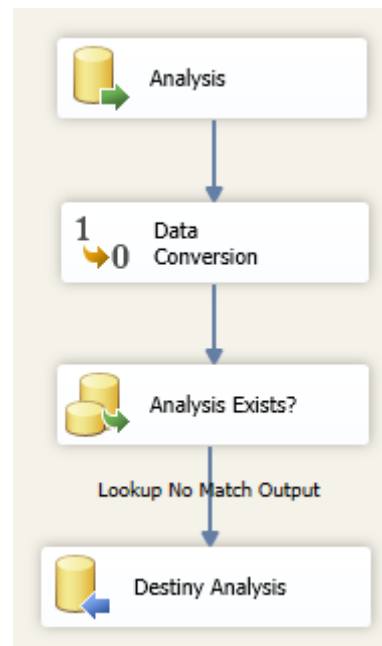 Analysis
1
0
Data
Conversion
Analysis Exists?
Lookup No Match Output
Destiny Analysis